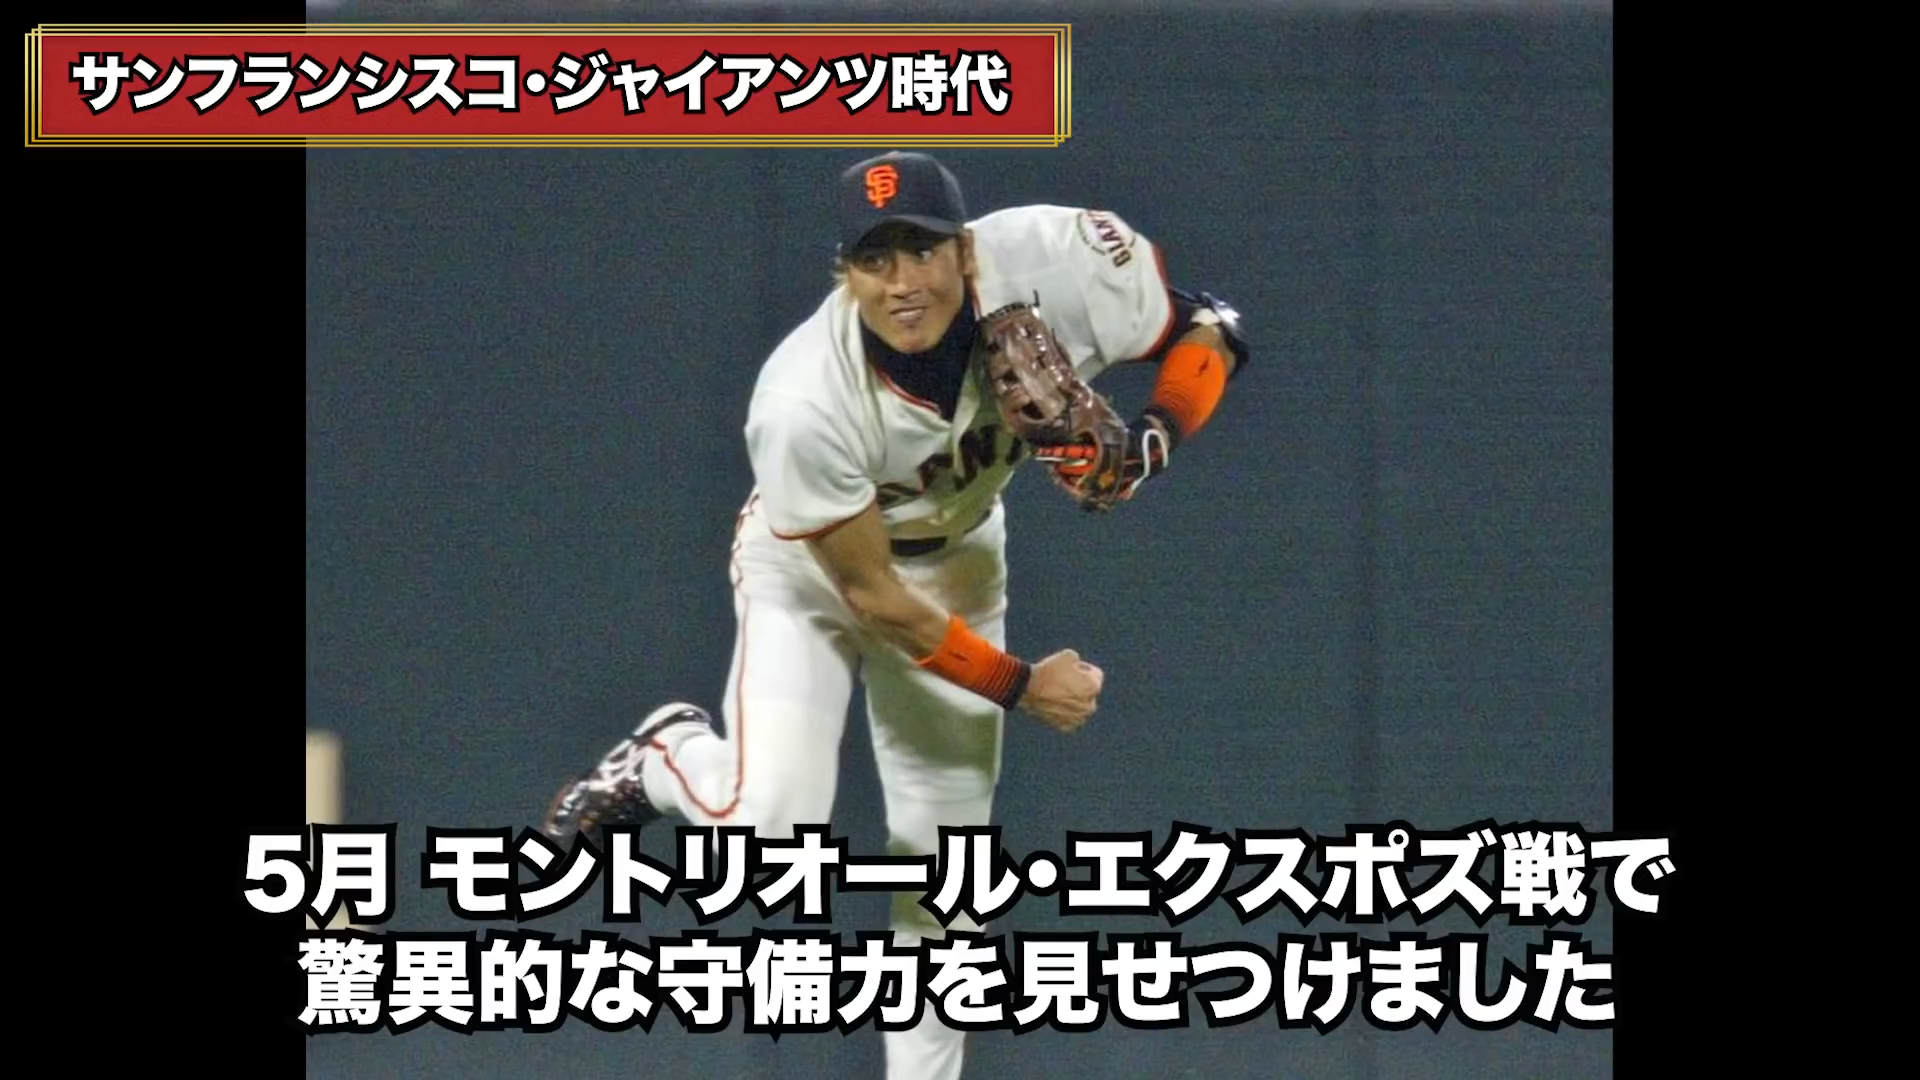 サンフランシスコ・ジャイアンツ時代
SF
GIANTS
5月 モントリオール・エクスポズ戦で
驚異的な守備力を見せつけました